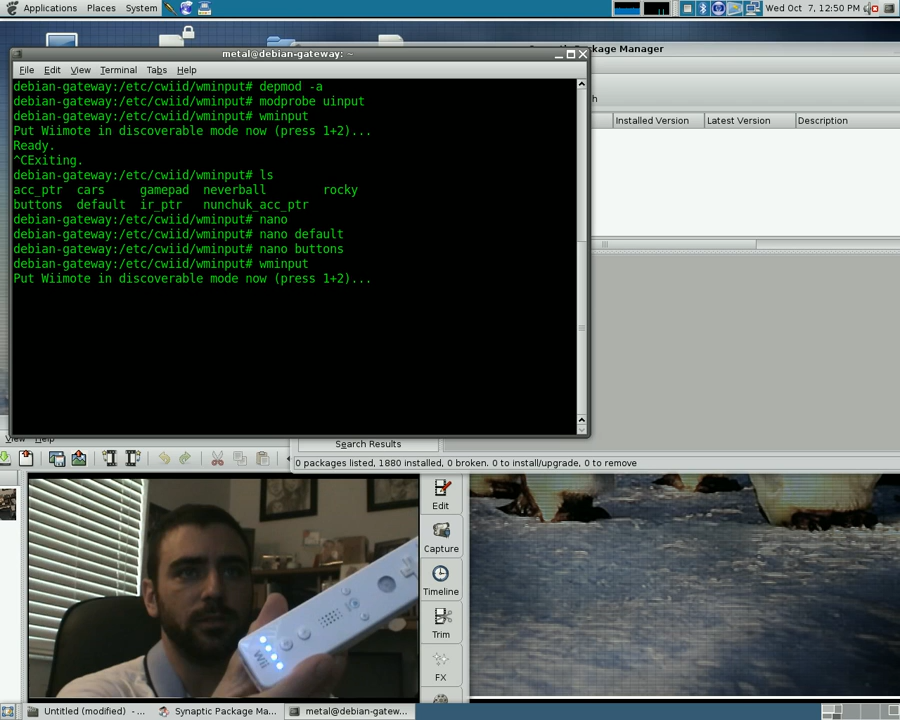 Applications Places System
Wed Oct 7, 12:50 PM
metal@debian-gateway: ~
File Edit View Terminal Tabs Help
debian-gateway:/etc/cwiid/wminput# depmod -a
debian-gateway:/etc/cwiid/wminput# modprobe uinput
debian-gateway:/etc/cwiid/wminput# wminput
Put Wiimote in discoverable mode now (press 1+2)...
Ready.
^CExiting.
debian-gateway:/etc/cwiid/wminput# ls
acc_ptr cars gamepad neverball rocky
buttons default ir_ptr nunchuk_acc_ptr
debian-gateway:/etc/cwiid/wminput# nano
debian-gateway:/etc/cwiid/wminput# nano default
debian-gateway:/etc/cwiid/wminput# nano buttons
debian-gateway:/etc/cwiid/wminput# wminput
Put Wiimote in discoverable mode now (press 1+2)...
Package Manager
h
Installed Version Latest Version Description
Search Results
0 packages listed, 1880 installed, 0 broken. 0 to install/upgrade, 0 to remove
View Help
Edit
Capture
Timeline
Trim
FX
Wii
Untitled (modified) - ...
Synaptic Package Ma...
metal@debian-gatew...